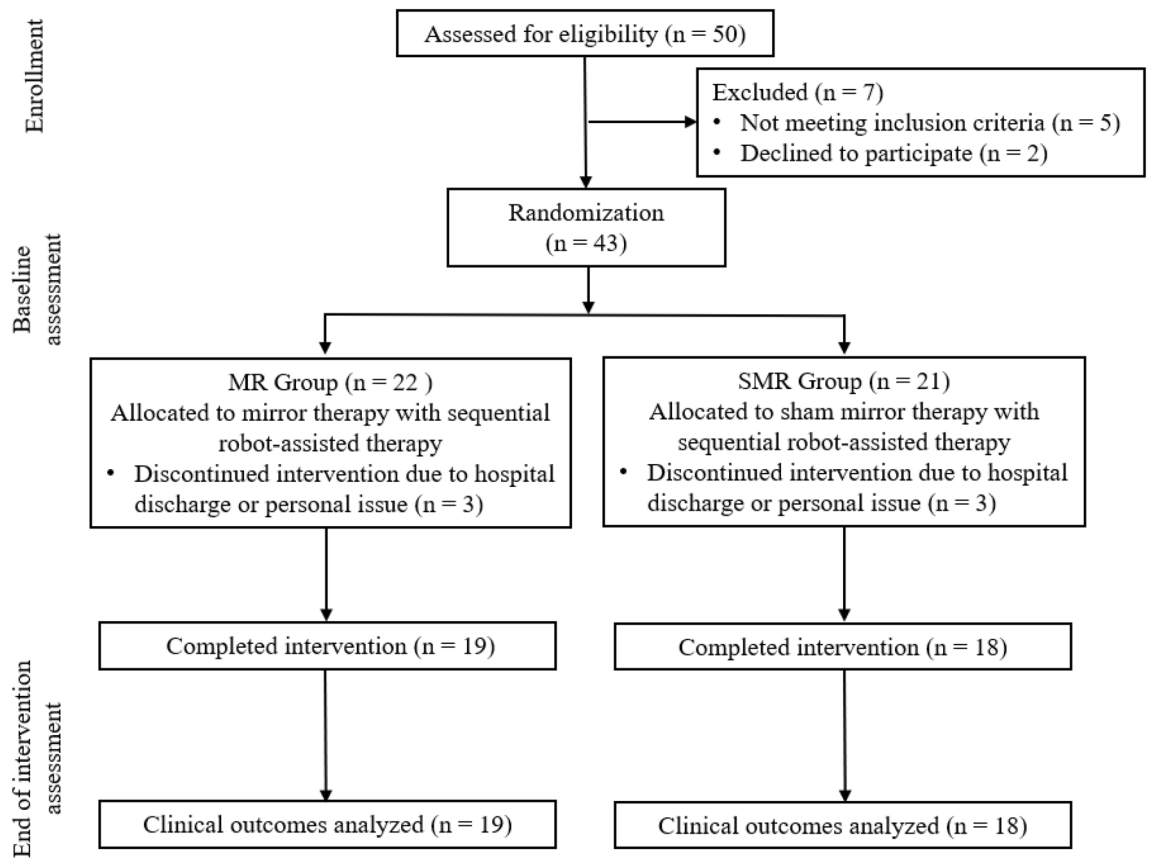 Enrollment
Assessed for eligibility (n = 50)
Excluded (n = 7)
• Not meeting inclusion criteria (n = 5)
• Declined to participate (n = 2)
Baseline
assessment
Randomization
(n = 43)
MR Group (n = 22 )
Allocated to mirror therapy with sequential
robot-assisted therapy
• Discontinued intervention due to hospital
discharge or personal issue (n = 3)
SMR Group (n = 21)
Allocated to sham mirror therapy with
sequential robot-assisted therapy
• Discontinued intervention due to hospital
discharge or personal issue (n = 3)
End of intervention
assessment
Completed intervention (n = 19)
Completed intervention (n = 18)
Clinical outcomes analyzed (n = 19)
Clinical outcomes analyzed (n = 18)